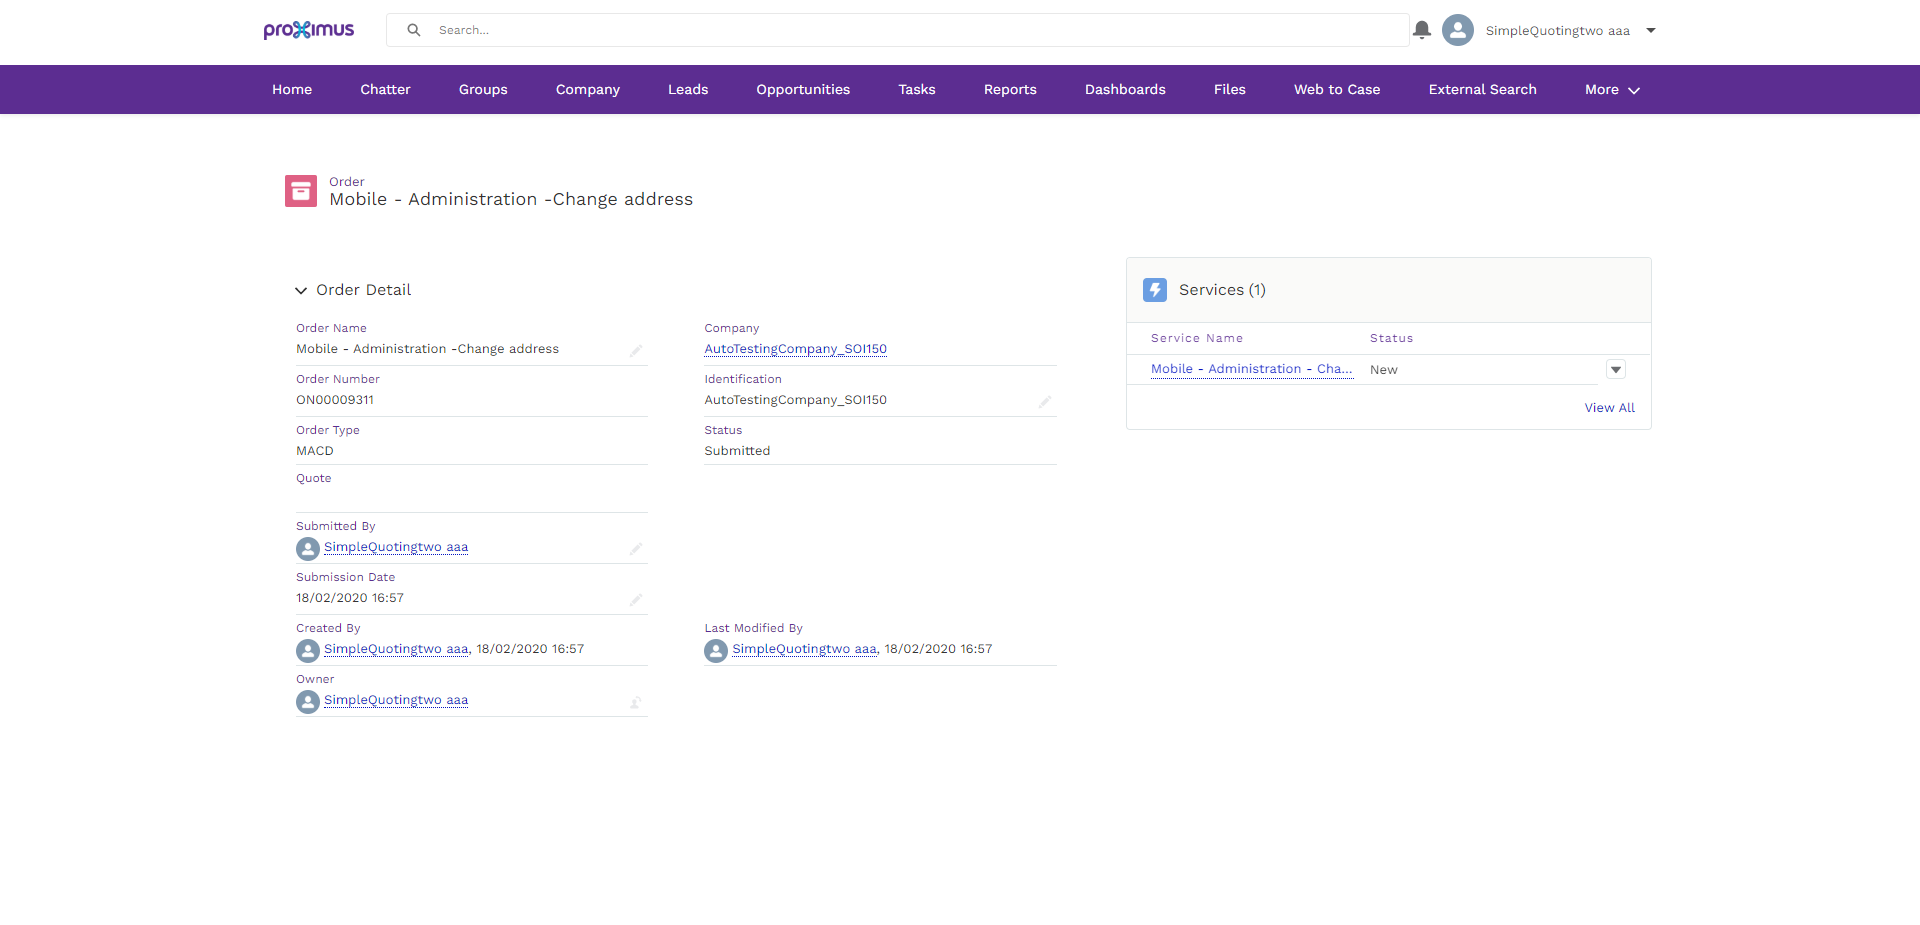 proximus
Search...
SimpleQuotingtwo aaa
Home Chatter Groups Company Leads Opportunities Tasks Reports Dashboards Files Web to Case External Search More
Order
Mobile - Administration -Change address
Order Detail
Order Name
Mobile - Administration -Change address
Company
AutoTestingCompany_SOI150
Order Number
ON00009311
Identification
AutoTestingCompany_SOI150
Order Type
MACD
Status
Submitted
Quote
Submitted By
SimpleQuotingtwo aaa
Submission Date
18/02/2020 16:57
Created By
SimpleQuotingtwo aaa, 18/02/2020 16:57
Last Modified By
SimpleQuotingtwo aaa, 18/02/2020 16:57
Owner
SimpleQuotingtwo aaa
Services (1)
Service Name Status
Mobile - Administration - Cha... New
View All